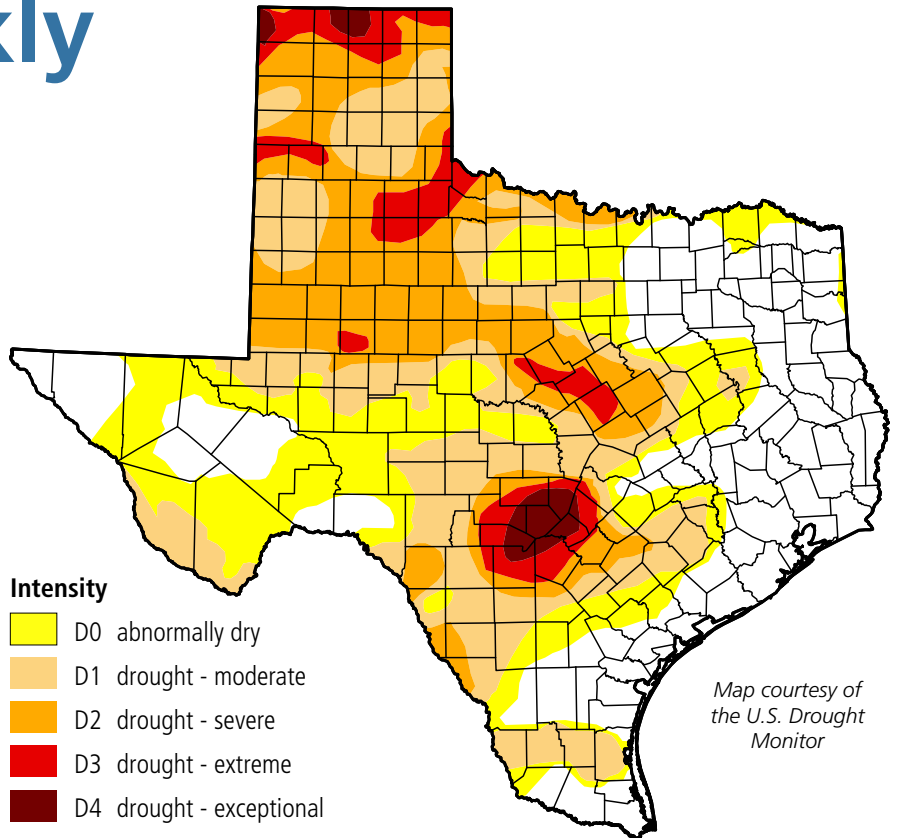 kly
Intensity
D0 abnormally dry
D1 drought - moderate
D2 drought - severe
D3 drought - extreme
D4 drought - exceptional
Map courtesy of
the U.S. Drought
Monitor